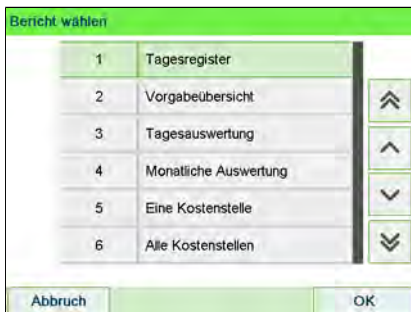 Bericht wählen
1 Tagesregister
2 Vorgabeübersicht
3 Tagesauswertung
4 Monatliche Auswertung
5 Eine Kostenstelle
6 Alle Kostenstellen
Abbruch OK